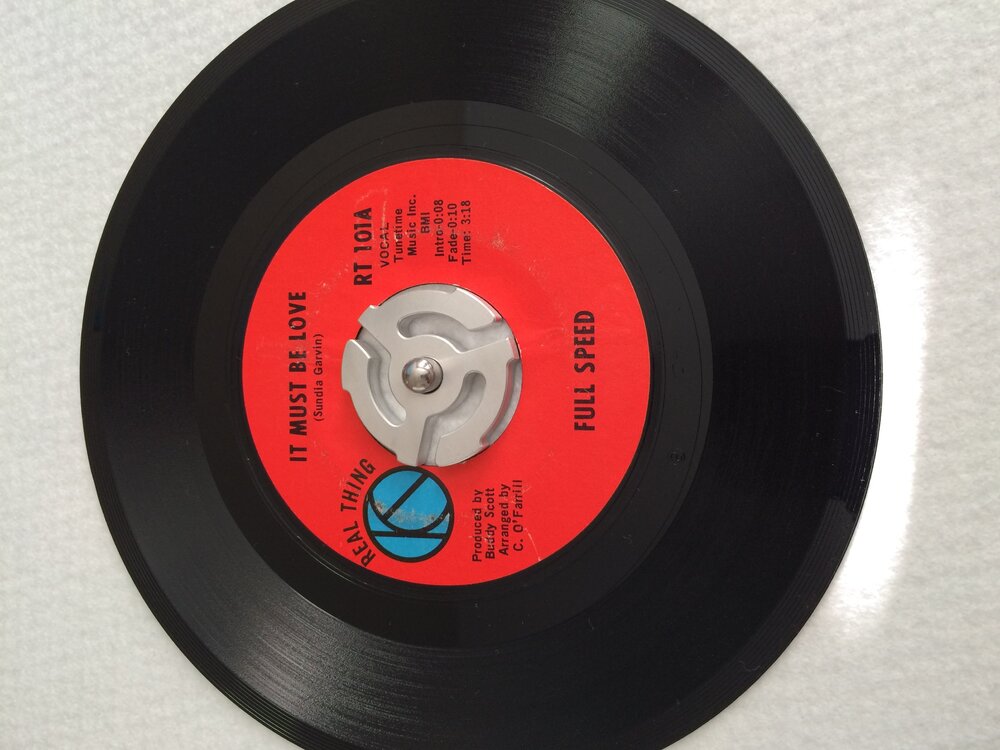 IT MUST BE LOVE
(Sundia Garvin)
REAL THING
RT 101A
VOCAL
Tunetime
Music Inc.
BMI
Intro-0:08
Fade-0:10
Time: 3:18
Produced by
Buddy Scott
Arranged by
C. O'Farrill
FULL SPEED